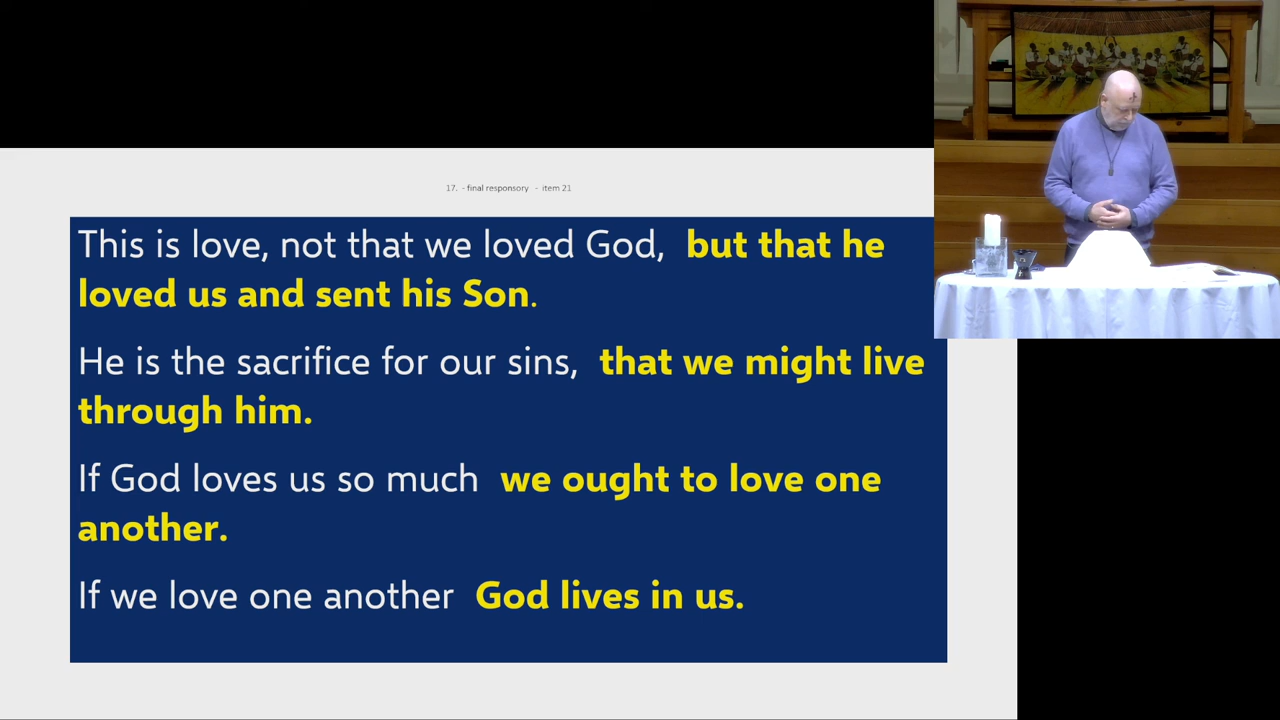 17. - final responsory - item 21
This is love, not that we loved God, but that he
loved us and sent his Son.
He is the sacrifice for our sins, that we might live
through him.
If God loves us so much we ought to love one
another.
If we love one another God lives in us.